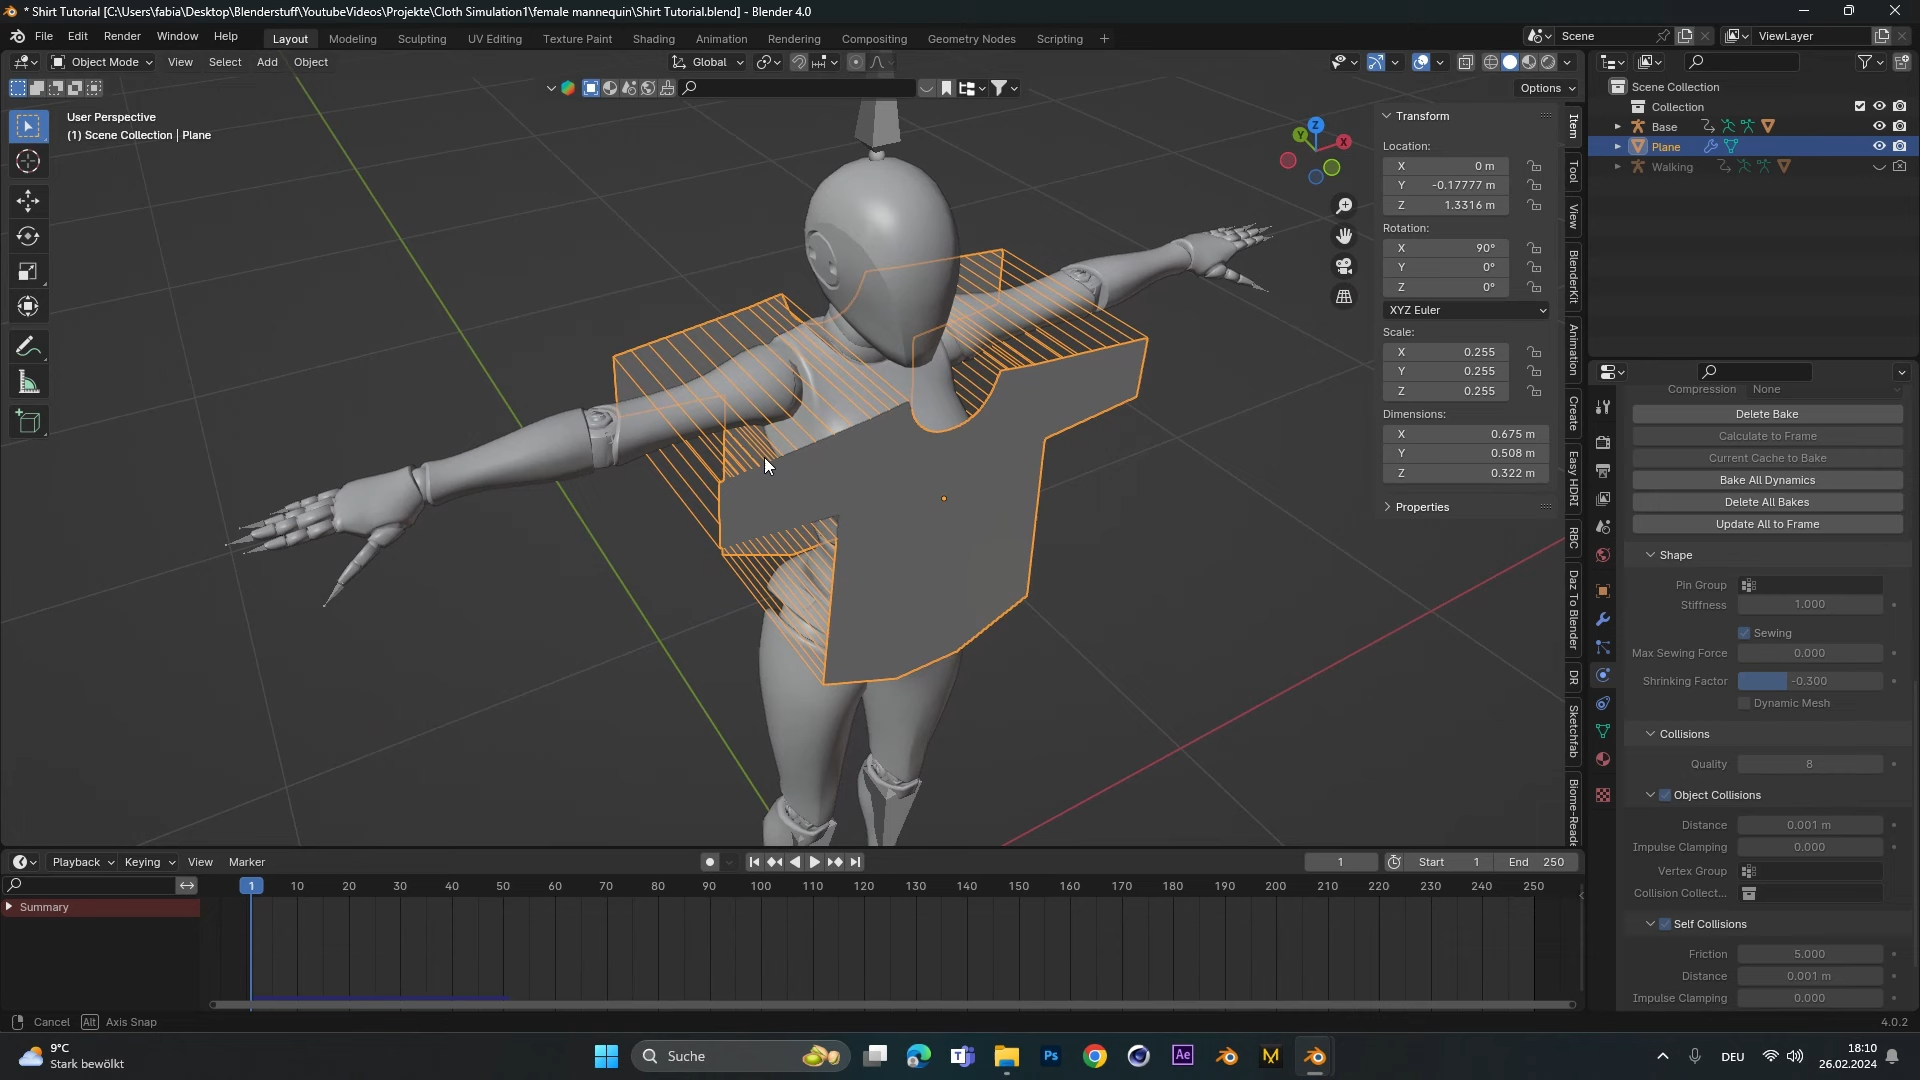 * Shirt Tutorial [C:\Users\fabia\Desktop\Blenderstuff\YoutubeVideos\Projekte\Cloth Simulation1\female mannequin\Shirt Tutorial.blend] - Blender 4.0
File Edit Render Window Help Layout Modeling Sculpting UV Editing Texture Paint Shading Animation Rendering Compositing Geometry Nodes Scripting + Scene ViewLayer
Object Mode View Select Add Object Global
Options
User Perspective
(1) Scene Collection | Plane
Z
Y
X
Transform
Location:
X 0 m
Y -0.17777 m
Z 1.3316 m
Rotation:
X 90°
Y 0°
Z 0°
XYZ Euler
Scale:
X 0.255
Y 0.255
Z 0.255
Dimensions:
X 0.675 m
Y 0.508 m
Z 0.322 m
Properties
Item
Tool
View
BlenderKit
Animation
Create
Easy HDRI
RBC
Daz To Blender
DR
Sketchfab
Biome-Reade
Scene Collection
Collection
Base
Plane
Walking
Compression None
Delete Bake
Calculate to Frame
Current Cache to Bake
Bake All Dynamics
Delete All Bakes
Update All to Frame
Shape
Pin Group
Stiffness 1.000
Sewing
Max Sewing Force 0.000
Shrinking Factor -0.300
Dynamic Mesh
Collisions
Quality 8
Object Collisions
Distance 0.001 m
Impulse Clamping 0.000
Vertex Group
Collision Collect...
Self Collisions
Friction 5.000
Distance 0.001 m
Impulse Clamping 0.000
Playback Keying View Marker 1 Start 1 End 250
1 10 20 30 40 50 60 70 80 90 100 110 120 130 140 150 160 170 180 190 200 210 220 230 240 250
Summary
Cancel Alt Axis Snap 4.0.2
9°C
Stark bewölkt
Suche
Ps
Ae
M
DEU
18:10
26.02.2024